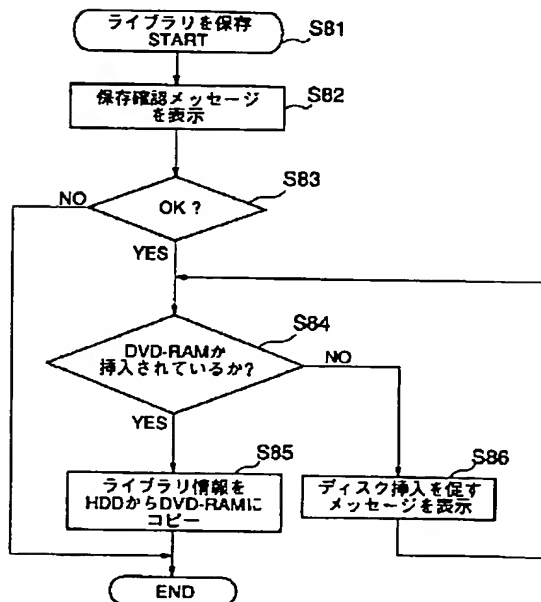 ライブラリを保存
START
S81
保存確認メッセージ
を表示
S82
S83
NO
OK ?
YES
S84
DVD-RAMが
挿入されているか?
NO
YES
S85
ライブラリ情報を
HDDからDVD-RAMに
コピー
S86
ディスク挿入を促す
メッセージを表示
END